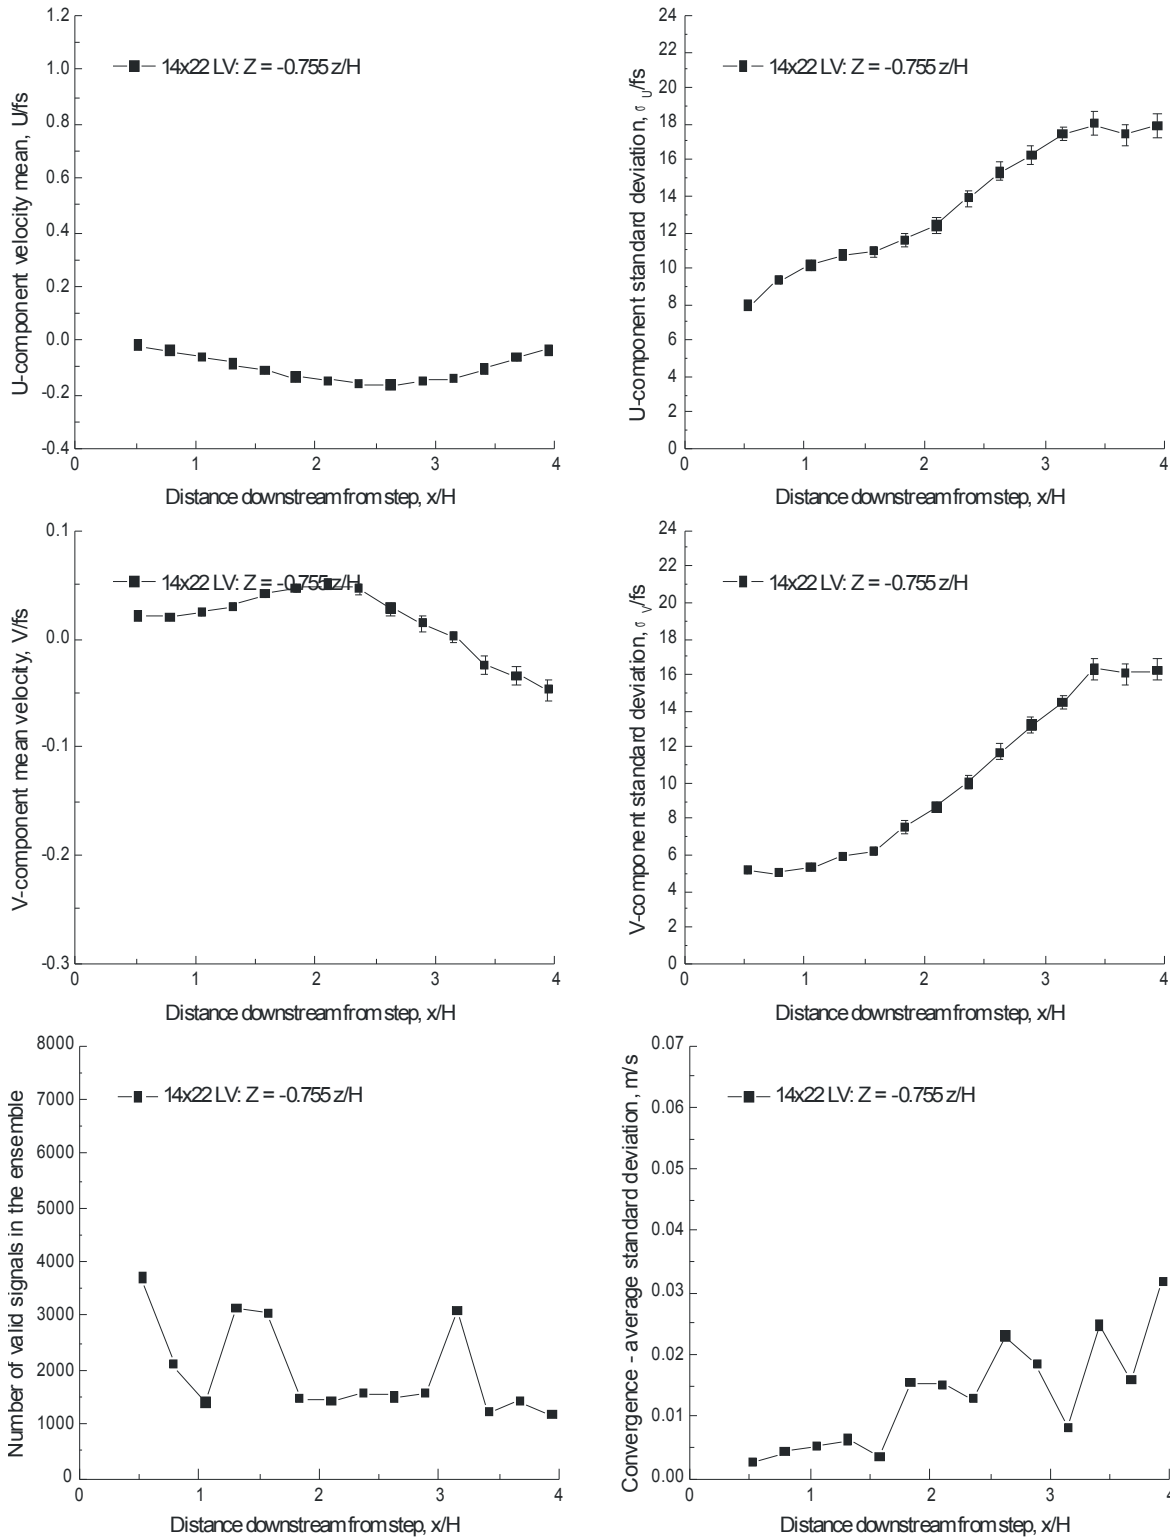 U-component velocity mean, U/fs
1.2
1.0
0.8
0.6
0.4
0.2
0.0
-0.2
-0.4
14x22 LV: Z = -0.755 z/H
0 1 2 3 4
Distance downstream from step, x/H
U-component standard deviation, σU/fs
24
22
20
18
16
14
12
10
8
6
4
2
0
14x22 LV: Z = -0.755 z/H
0 1 2 3 4
Distance downstream from step, x/H
V-component mean velocity, V/fs
0.1
0.0
-0.1
-0.2
-0.3
14x22 LV: Z = -0.755 z/H
0 1 2 3 4
Distance downstream from step, x/H
V-component standard deviation, σV/fs
24
22
20
18
16
14
12
10
8
6
4
2
0
14x22 LV: Z = -0.755 z/H
0 1 2 3 4
Distance downstream from step, x/H
Number of valid signals in the ensemble
8000
7000
6000
5000
4000
3000
2000
1000
0
14x22 LV: Z = -0.755 z/H
0 1 2 3 4
Distance downstream from step, x/H
Convergence - average standard deviation, m/s
0.07
0.06
0.05
0.04
0.03
0.02
0.01
0.00
14x22 LV: Z = -0.755 z/H
0 1 2 3 4
Distance downstream from step, x/H